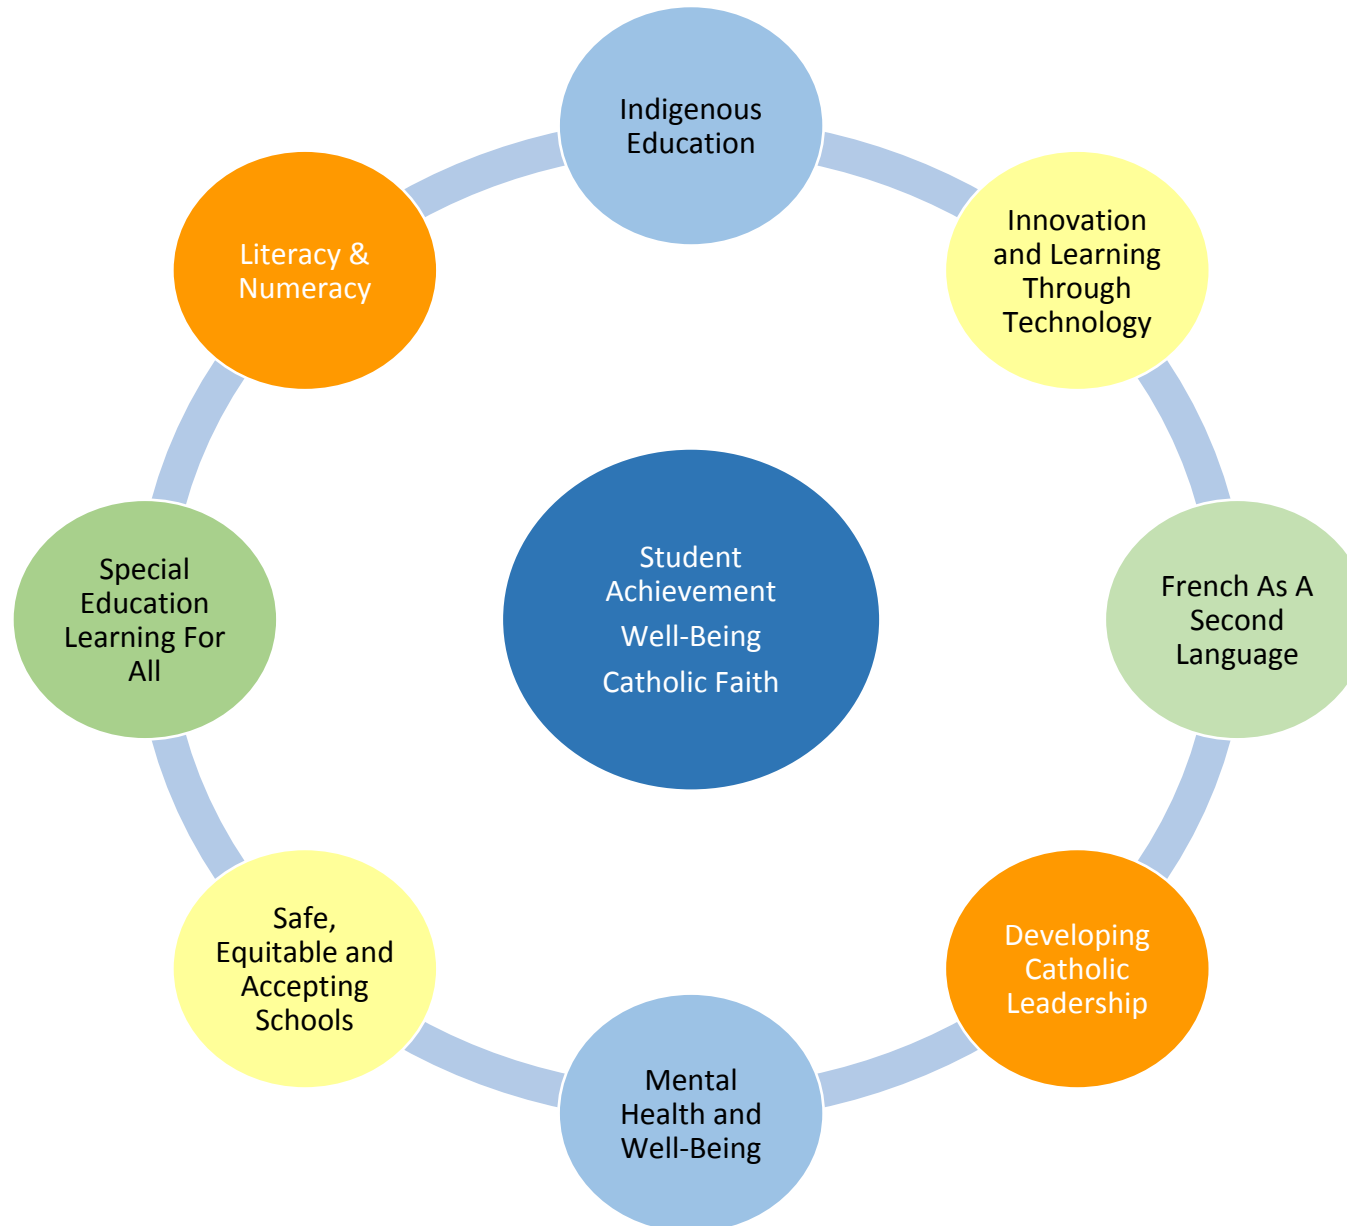 Indigenous
Education
Innovation
and Learning
Through
Technology
French As A
Second
Language
Developing
Catholic
Leadership
Mental
Health and
Well-Being
Safe,
Equitable and
Accepting
Schools
Special
Education
Learning For
All
Literacy &
Numeracy
Student
Achievement
Well-Being
Catholic Faith